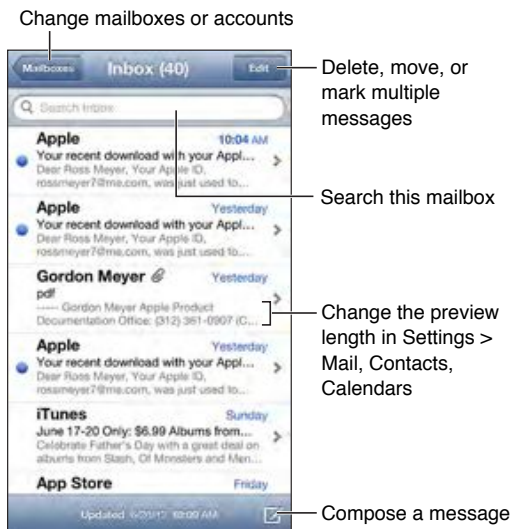 Change mailboxes or accounts
Mailboxes
Inbox (40)
Edit
Delete, move, or
mark multiple
messages
Search Inbox
Apple 10:04 AM
Your recent download with your Appl...
Dear Ross Meyer, Your Apple ID,
rossmeyer7@me.com, was just used to...
Search this mailbox
Apple Yesterday
Your recent download with your Appl...
Dear Ross Meyer, Your Apple ID,
rossmeyer7@me.com, was just used to...
Gordon Meyer Yesterday
pdf
----- Gordon Meyer Apple Product
Documentation Office: (312) 361-0907 (C...
Change the preview
length in Settings >
Mail, Contacts,
Calendars
Apple Yesterday
Your recent download with your Appl...
Dear Ross Meyer, Your Apple ID,
rossmeyer7@me.com, was just used to...
iTunes Sunday
June 17-20 Only: $6.99 Albums from...
Celebrate Father's Day with a great deal on
albums from Slash, Of Monsters and Men...
App Store Friday
Updated 10:09 AM
Compose a message